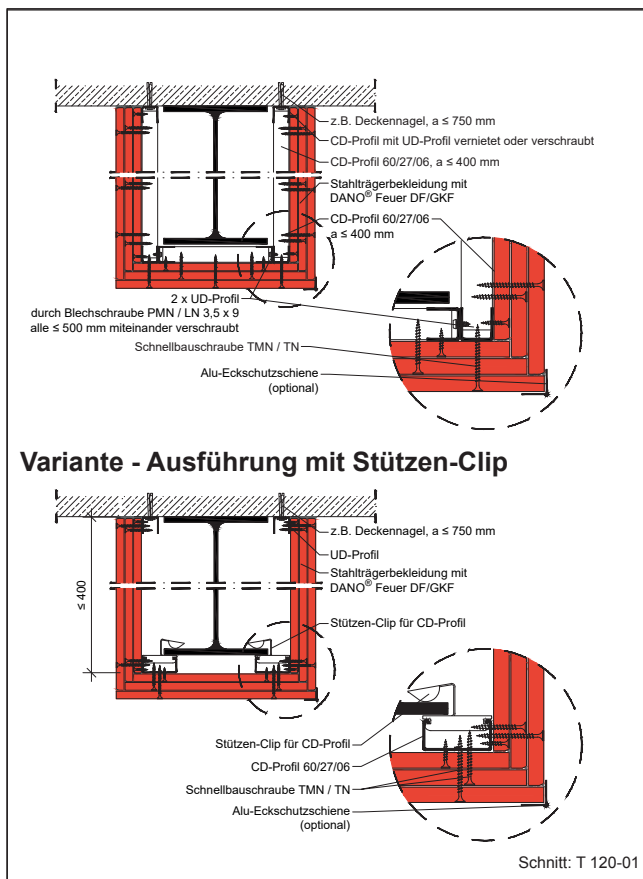 z.B. Deckennagel, a ≤ 750 mm
CD-Profil mit UD-Profil vernietet oder verschraubt
CD-Profil 60/27/06, a ≤ 400 mm
Stahlträgerbekleidung mit
DANO® Feuer DF/GKF
CD-Profil 60/27/06
a ≤ 400 mm
2 x UD-Profil
durch Blechschraube PMN / LN 3,5 x 9
alle ≤ 500 mm miteinander verschraubt
Schnellbauschraube TMN / TN
Alu-Eckschutzschiene
(optional)
Variante - Ausführung mit Stützen-Clip
z.B. Deckennagel, a ≤ 750 mm
UD-Profil
Stahlträgerbekleidung mit
DANO® Feuer DF/GKF
≤ 400
Stützen-Clip für CD-Profil
Stützen-Clip für CD-Profil
CD-Profil 60/27/06
Schnellbauschraube TMN / TN
Alu-Eckschutzschiene
(optional)
Schnitt: T 120-01